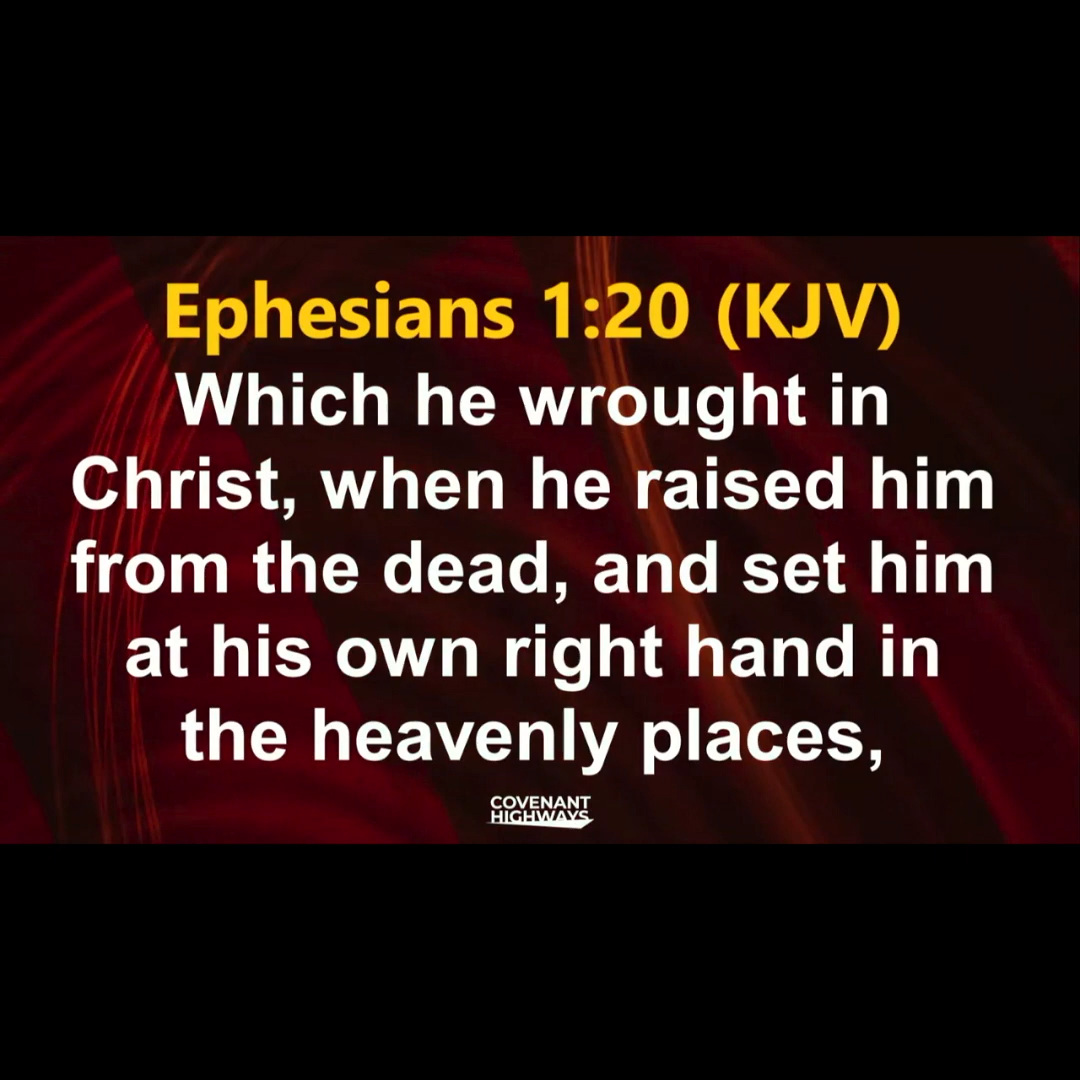 Ephesians 1:20 (KJV)
Which he wrought in
Christ, when he raised him
from the dead, and set him
at his own right hand in
the heavenly places,
COVENANT
HIGHWAYS